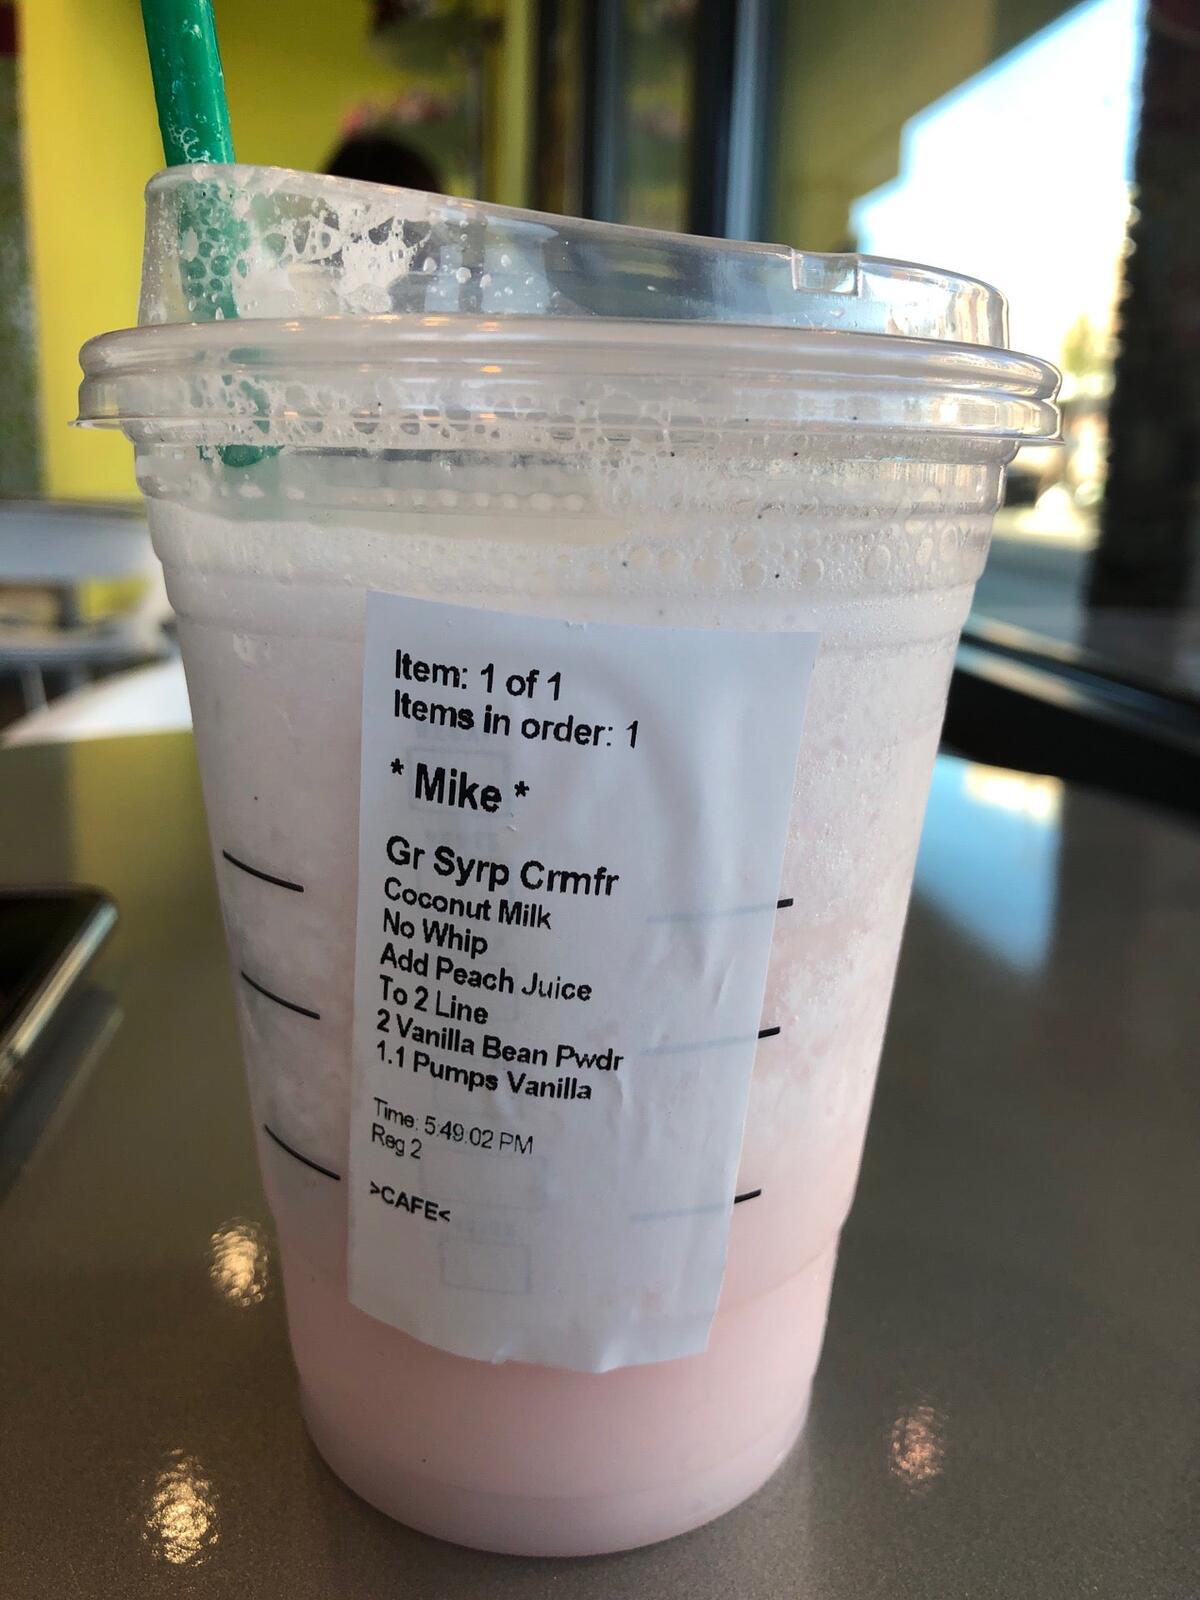 Item: 1 of 1
Items in order: 1
* Mike *
Gr Syrp Crmfr
Coconut Milk
No Whip
Add Peach Juice
To 2 Line
2 Vanilla Bean Pwdr
1.1 Pumps Vanilla
Time: 5:49:02 PM
Reg 2
>CAFE<